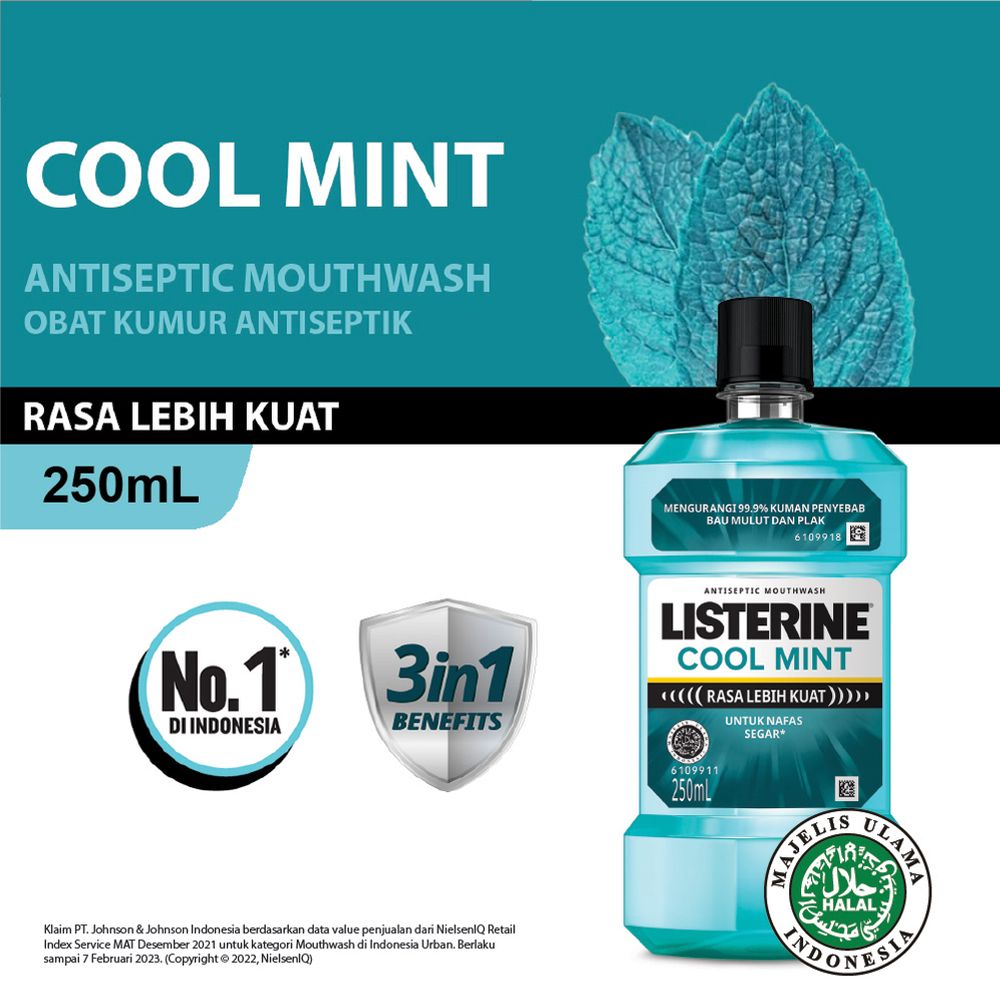 COOL MINT
ANTISEPTIC MOUTHWASH
OBAT KUMUR ANTISEPTIK
RASA LEBIH KUAT
250mL
MENGURANGI 99.9% KUMAN PENYEBAB
BAU MULUT DAN PLAK
6109918
ANTISEPTIC MOUTHWASH
LISTERINE®
COOL MINT
((((( RASA LEBIH KUAT )))))
UNTUK NAFAS
SEGAR*
6109911
250mL
No. 1*
DI INDONESIA
3in1
BENEFITS
MAJELIS ULAMA
حلال
HALAL
INDONESIA
Klaim PT. Johnson & Johnson Indonesia berdasarkan data value penjualan dari NielsenIQ Retail
Index Service MAT Desember 2021 untuk kategori Mouthwash di Indonesia Urban. Berlaku
sampai 7 Februari 2023. (Copyright © 2022, NielsenIQ)